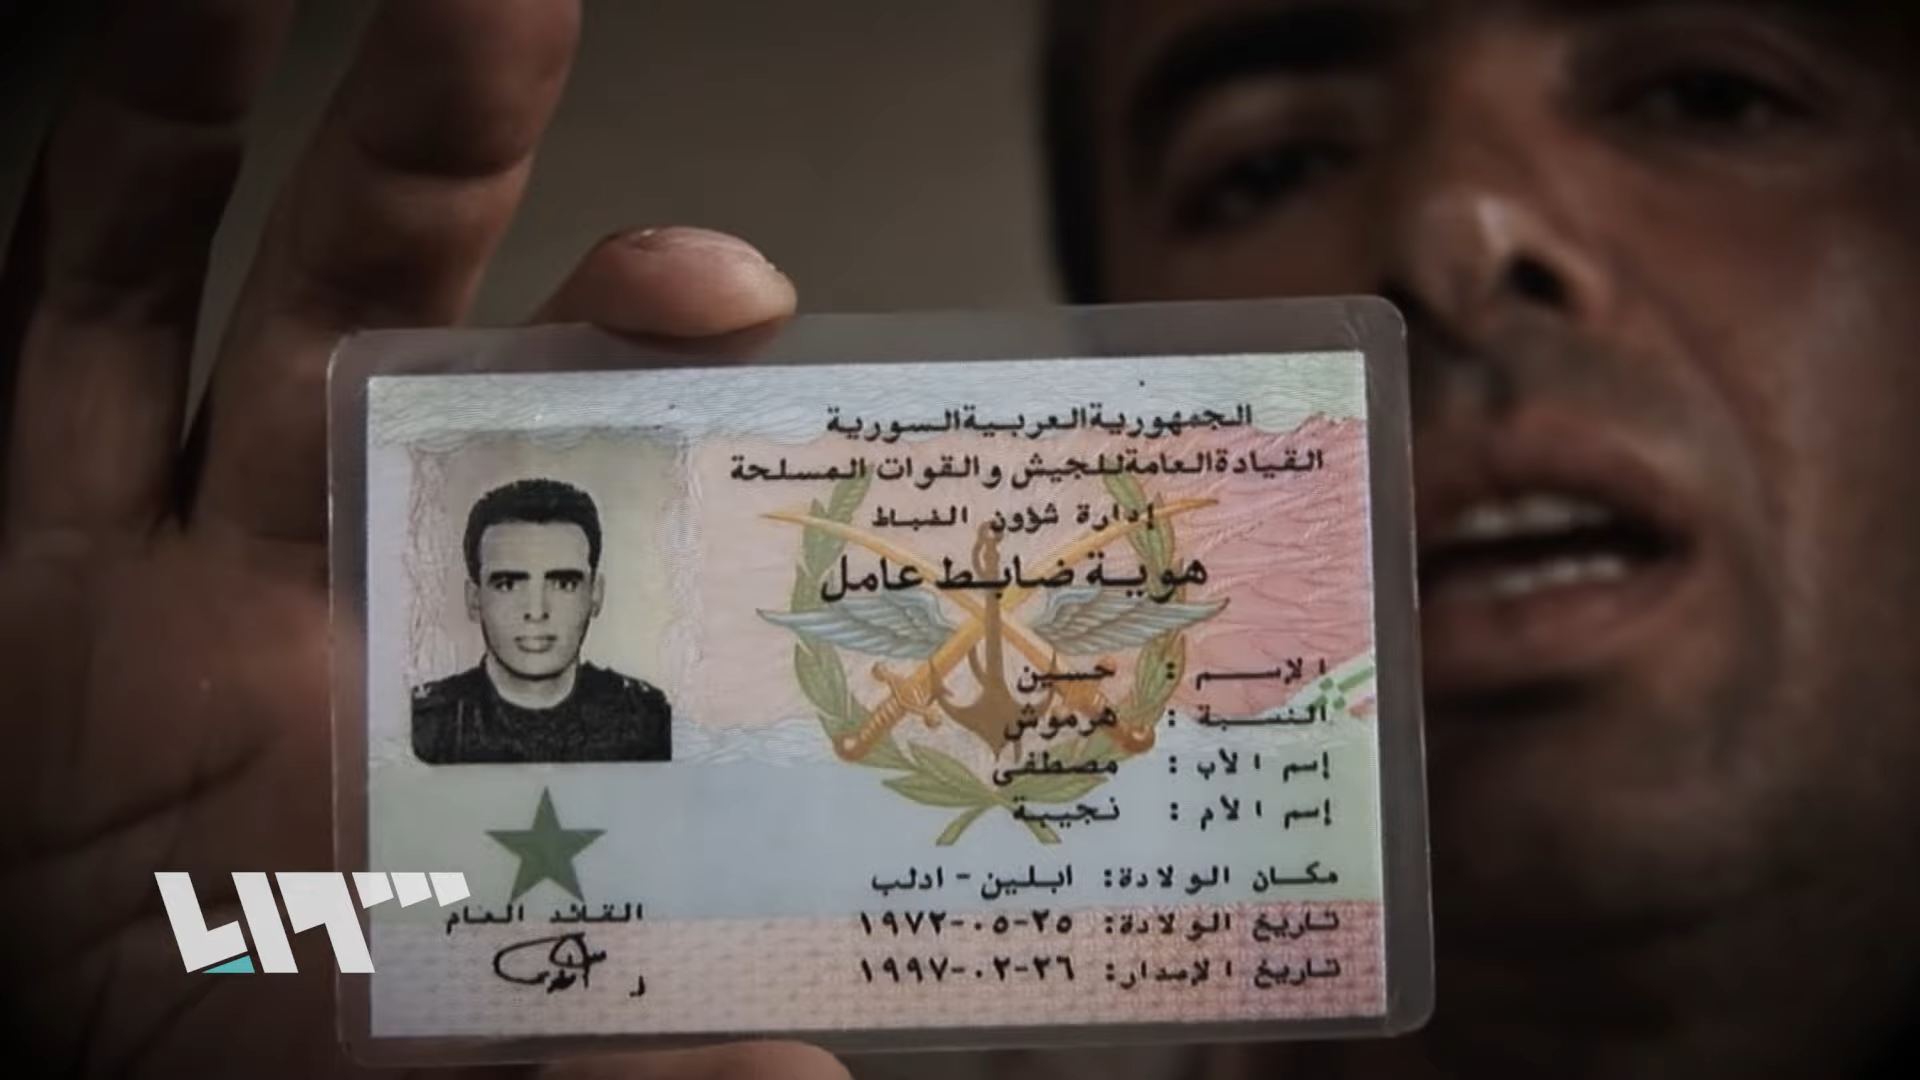 الجمهورية العربية السورية
القيادة العامة للجيش والقوات المسلحة
إدارة شؤون الضباط
هوية ضابط عامل
الإسم : حسين
النسبة : هرموش
إسم الأب : مصطفى
إسم الأم : نجيبة
مكان الولادة: ابلين - ادلب
تاريخ الولادة: ٢٥-٠٥-١٩٧٢
تاريخ الإصدار: ٢٦-٠٢-١٩٩٧
القائد العام